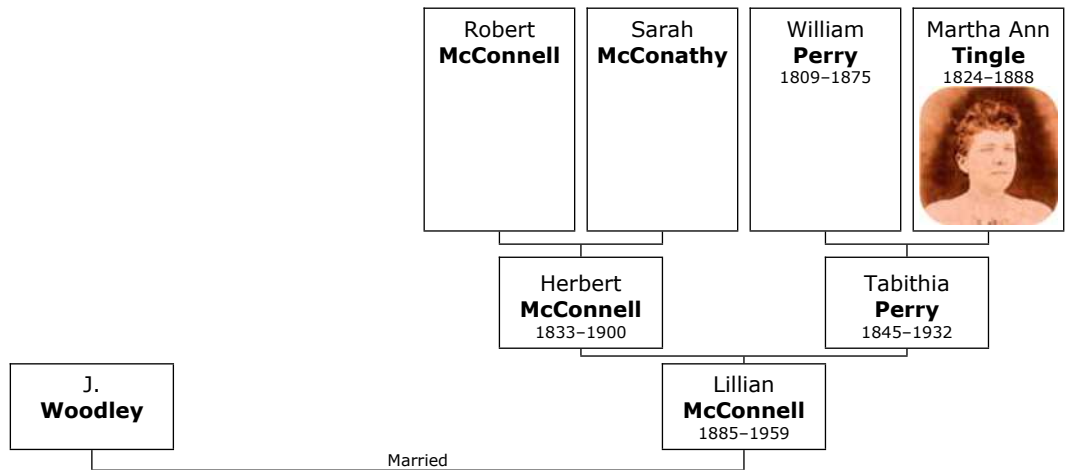 Robert
McConnell
Sarah
McConathy
William
Perry
1809–1875
Martha Ann
Tingle
1824–1888
Herbert
McConnell
1833–1900
Tabithia
Perry
1845–1932
J.
Woodley
Lillian
McConnell
1885–1959
Married